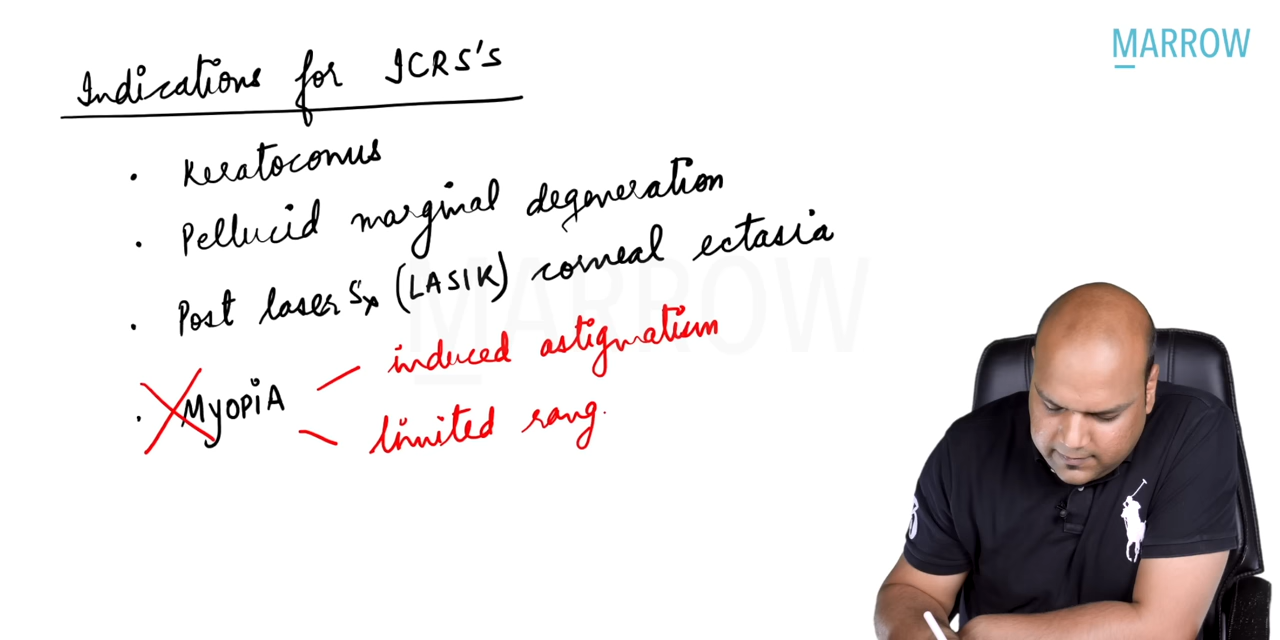 MARROW
Indications for ICRS's
• Keratoconus
• Pellucid marginal degeneration
• Post laser Sx (LASIK) corneal ectasia
• MYOPIA
induced astigmatism
limited rang
MARROW